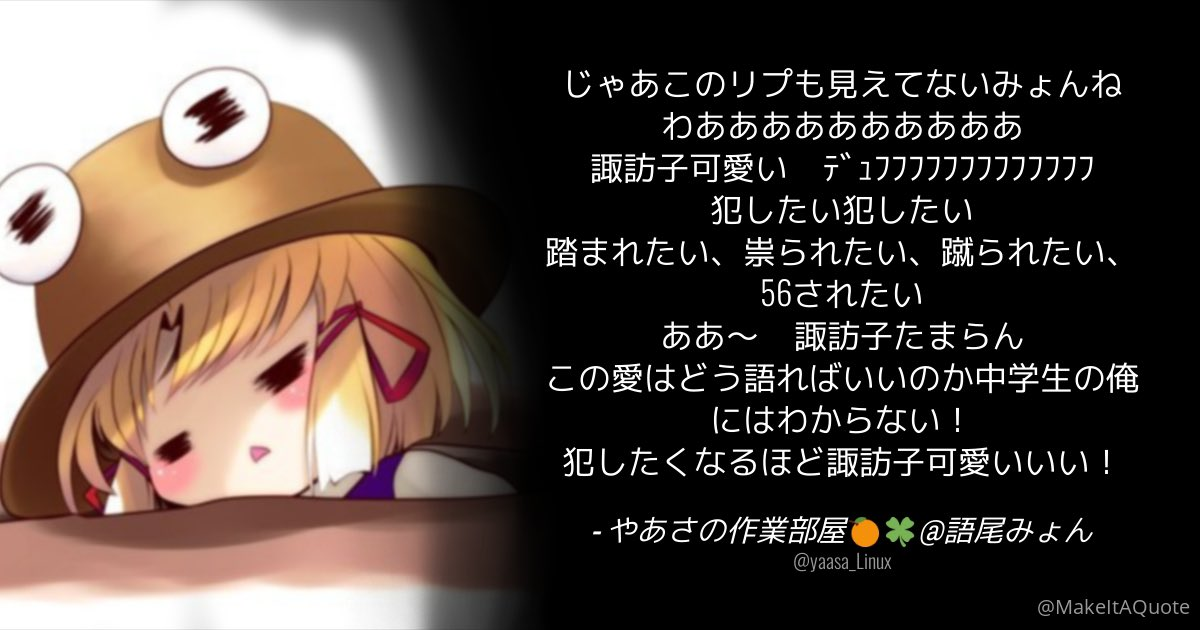 じゃあこのリプも見えてないみょんね
わあああああああああああ
諏訪子可愛い　ﾃﾞｭﾌﾌﾌﾌﾌﾌﾌﾌﾌﾌﾌﾌﾌ
犯したい犯したい
踏まれたい、祟られたい、蹴られたい、
56されたい
ああ～　諏訪子たまらん
この愛はどう語ればいいのか中学生の俺
にはわからない！
犯したくなるほど諏訪子可愛いいい！
- やあさの作業部屋🍊🍀@語尾みょん
@yaasa_Linux
@MakeItAQuote